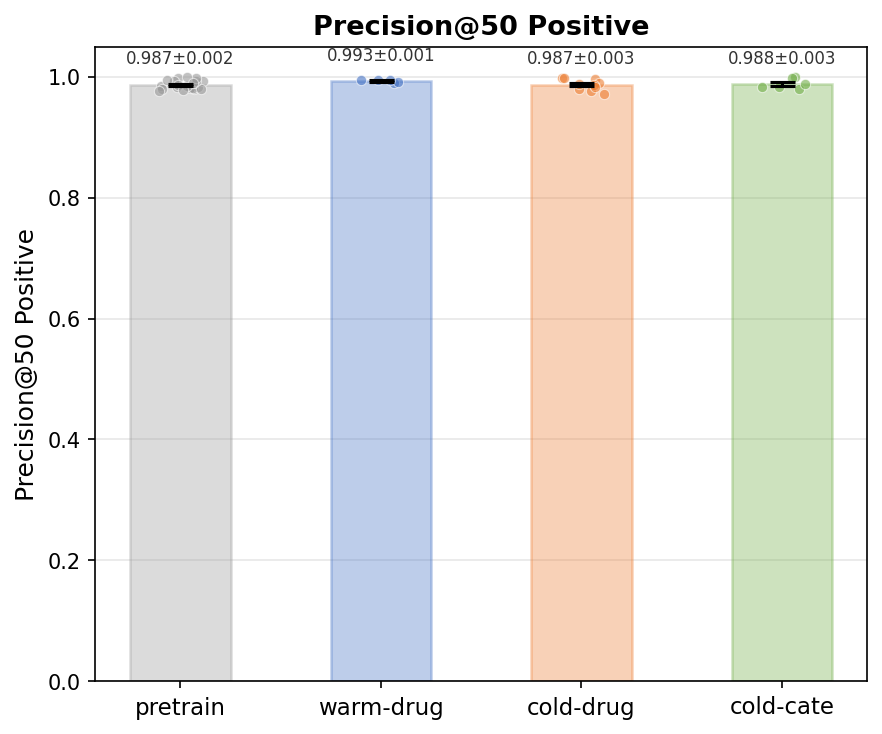 Precision@50 Positive
0.987±0.002
0.993±0.001
0.987±0.003
0.988±0.003
1.0
0.8
0.6
0.4
0.2
0.0
Precision@50 Positive
pretrain
warm-drug
cold-drug
cold-cate